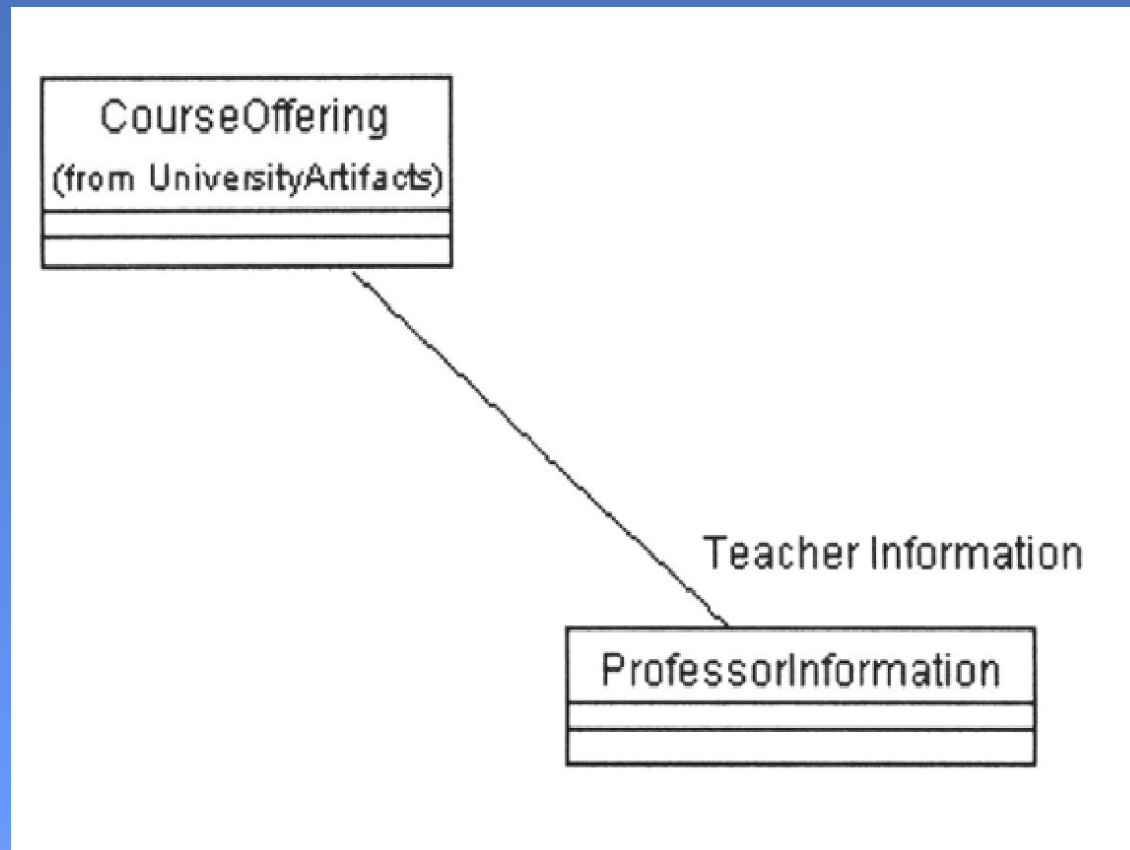 CourseOffering
(from UniversityArtifacts)
Teacher Information
ProfessorInformation